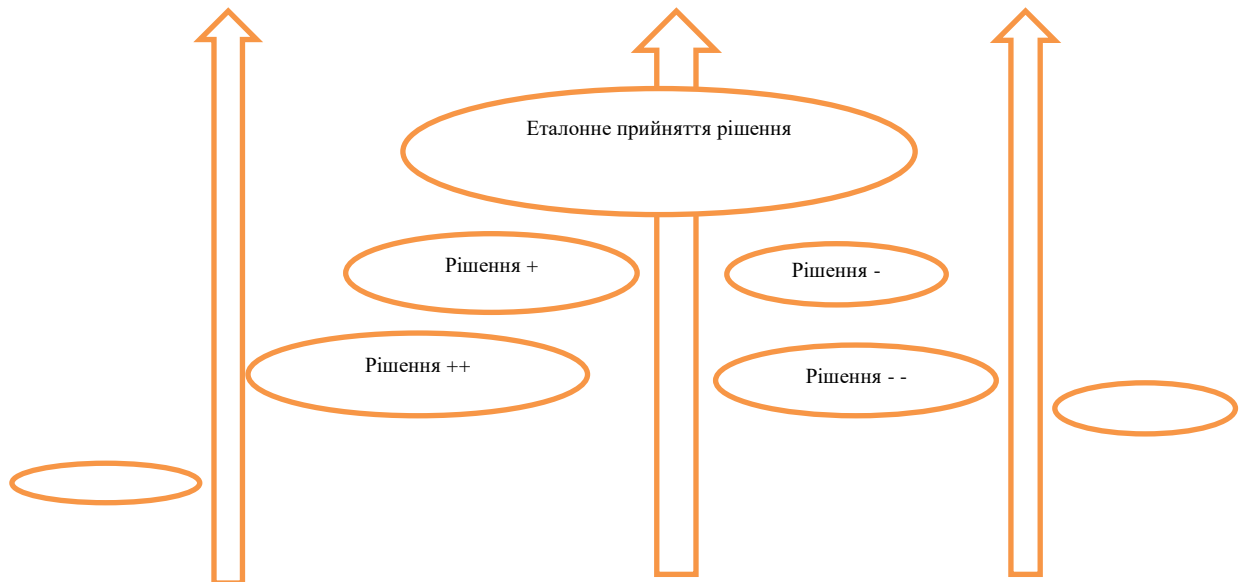 Еталонне прийняття рішення
Рішення +
Рішення -
Рішення ++
Рішення - -